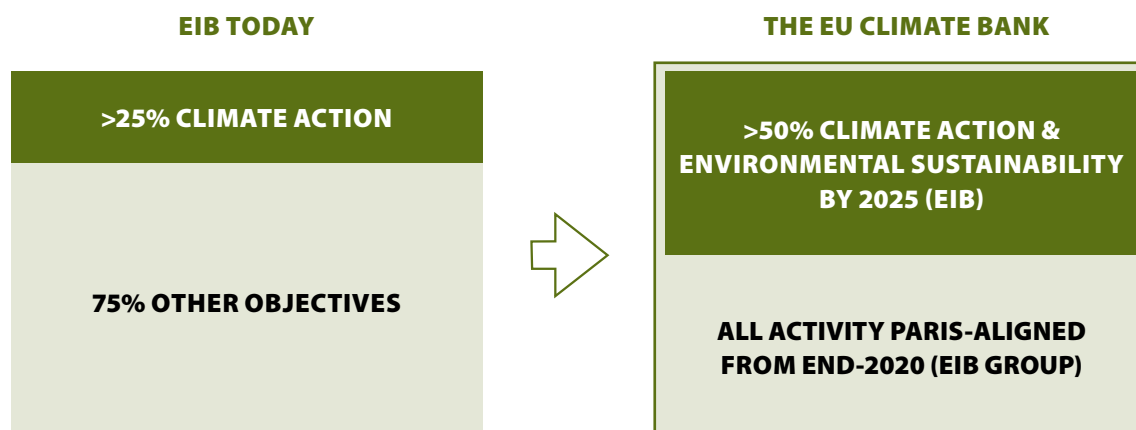 EIB TODAY
>25% CLIMATE ACTION
75% OTHER OBJECTIVES
THE EU CLIMATE BANK
>50% CLIMATE ACTION &
ENVIRONMENTAL SUSTAINABILITY
BY 2025 (EIB)
ALL ACTIVITY PARIS-ALIGNED
FROM END-2020 (EIB GROUP)